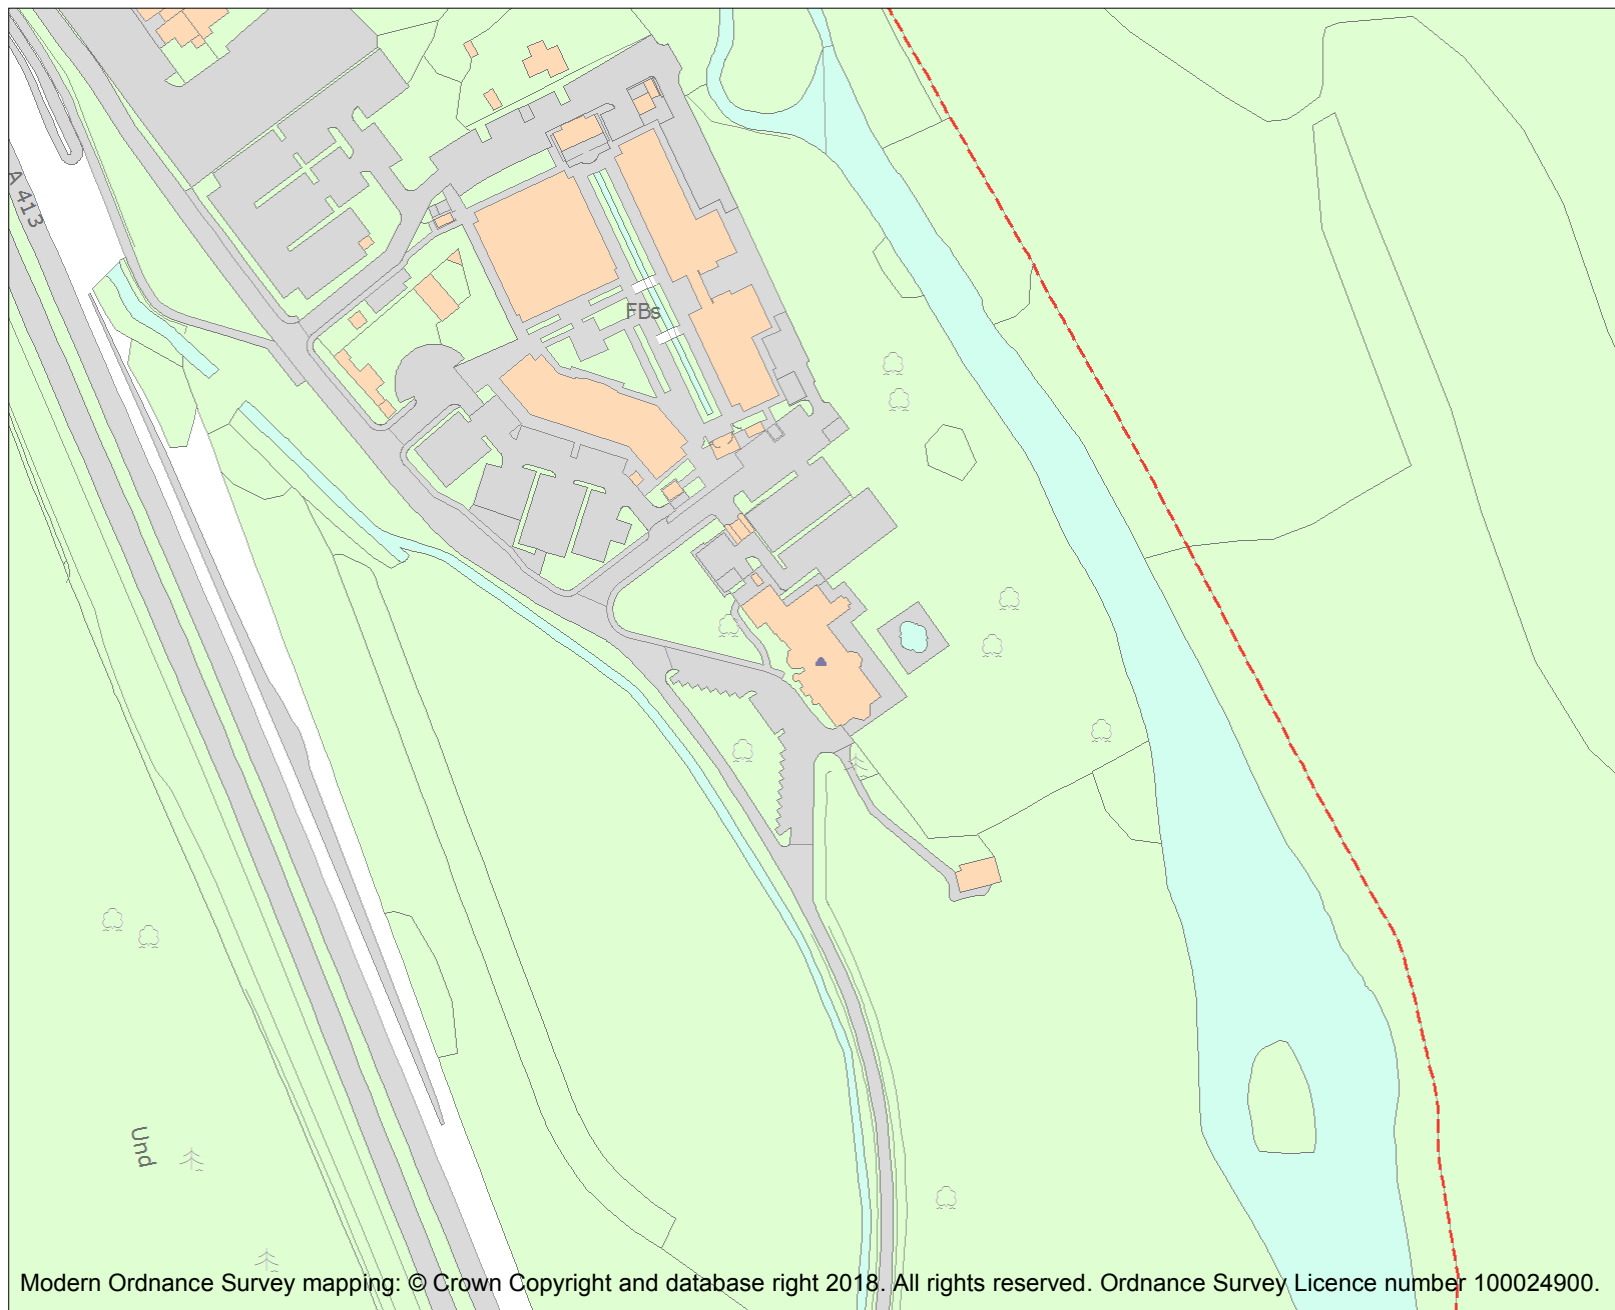 A 413
FBs
Und
Modern Ordnance Survey mapping: © Crown Copyright and database right 2018. All rights reserved. Ordnance Survey Licence number 100024900.